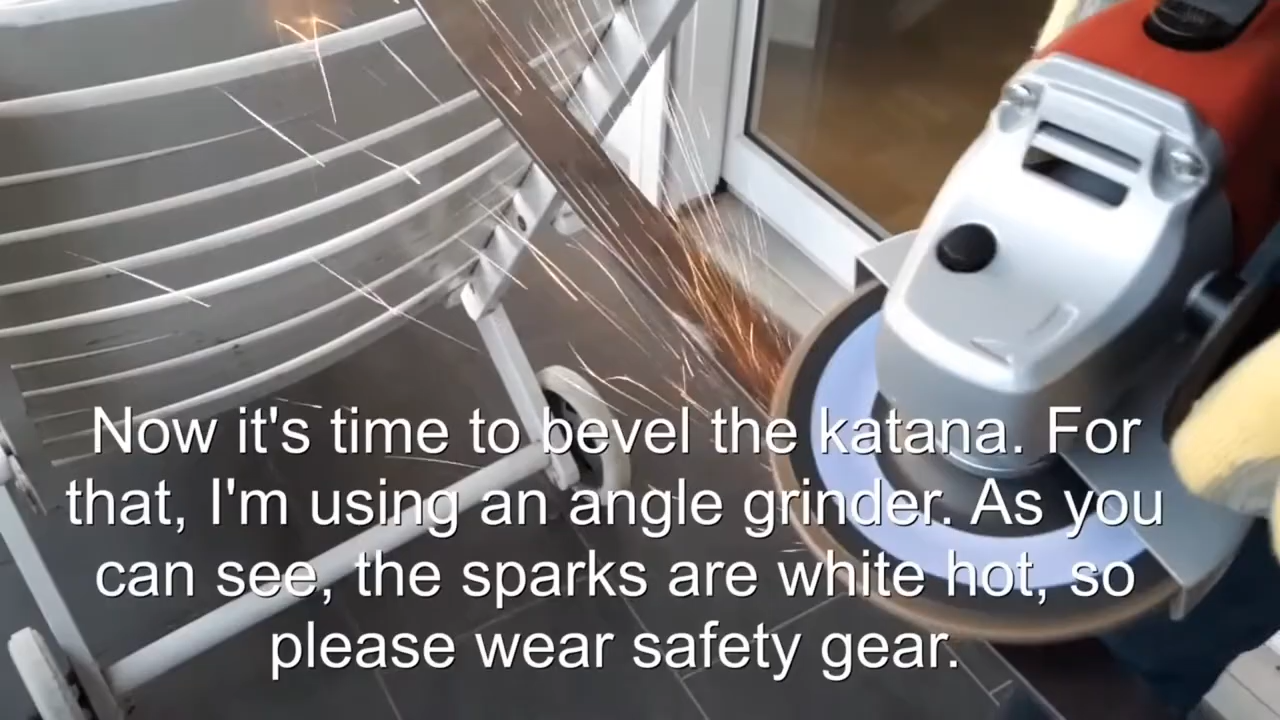 Now it's time to bevel the katana. For
that, I'm using an angle grinder. As you
can see, the sparks are white hot, so
please wear safety gear.